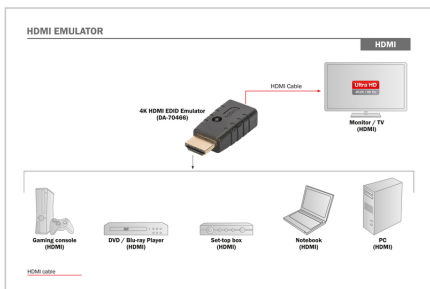 HDMI EMULATOR
HDMI
HDMI Cable
Ultra HD
4K HDMI EDID Emulator
(DA-70466)
Monitor / TV
(HDMI)
Gaming console
(HDMI)
DVD / Blu-ray Player
(HDMI)
Set-top box
(HDMI)
Notebook
(HDMI)
PC
(HDMI)
HDMI cable